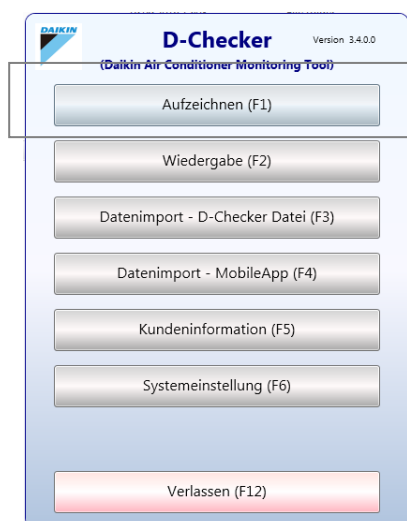 DAIKIN
D-Checker
Version 3.4.0.0
(Daikin Air Conditioner Monitoring Tool)
Aufzeichnen (F1)
Wiedergabe (F2)
Datenimport - D-Checker Datei (F3)
Datenimport - MobileApp (F4)
Kundeninformation (F5)
Systemeinstellung (F6)
Verlassen (F12)